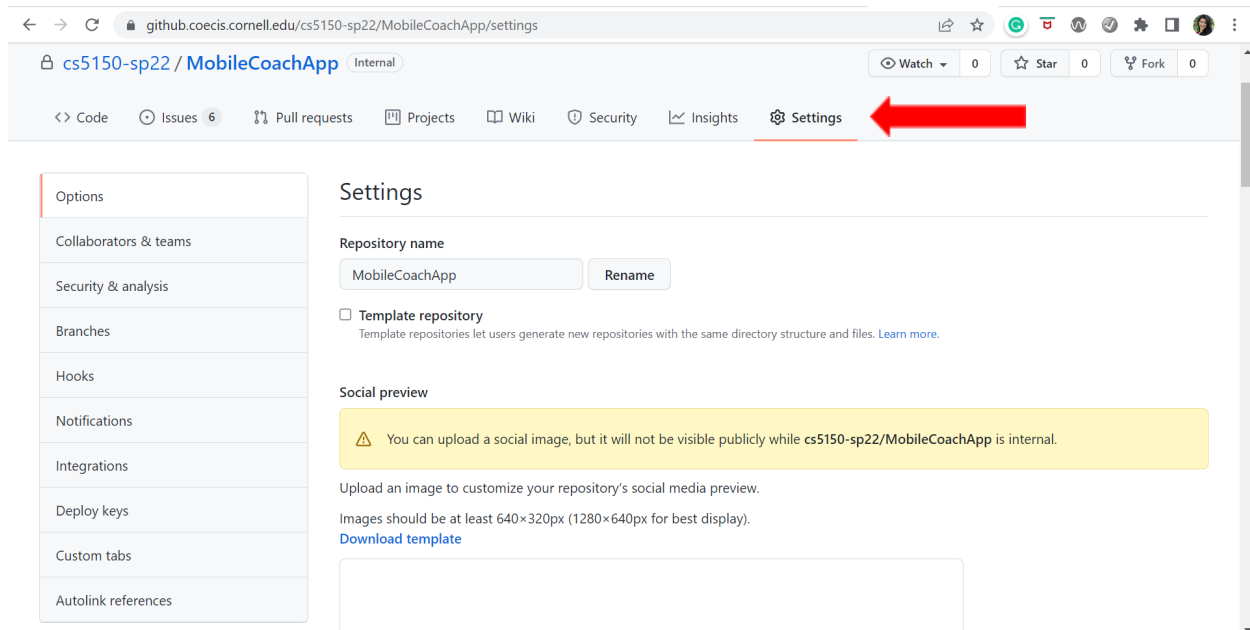 github.coecis.cornell.edu/cs5150-sp22/MobileCoachApp/settings
cs5150-sp22 / MobileCoachApp Internal
Watch 0 Star 0 Fork 0
Code Issues 6 Pull requests Projects Wiki Security Insights Settings
Options
Collaborators & teams
Security & analysis
Branches
Hooks
Notifications
Integrations
Deploy keys
Custom tabs
Autolink references
Settings
Repository name
MobileCoachApp Rename
Template repository
Template repositories let users generate new repositories with the same directory structure and files. Learn more.
Social preview
You can upload a social image, but it will not be visible publicly while cs5150-sp22/MobileCoachApp is internal.
Upload an image to customize your repository's social media preview.
Images should be at least 640×320px (1280×640px for best display).
Download template